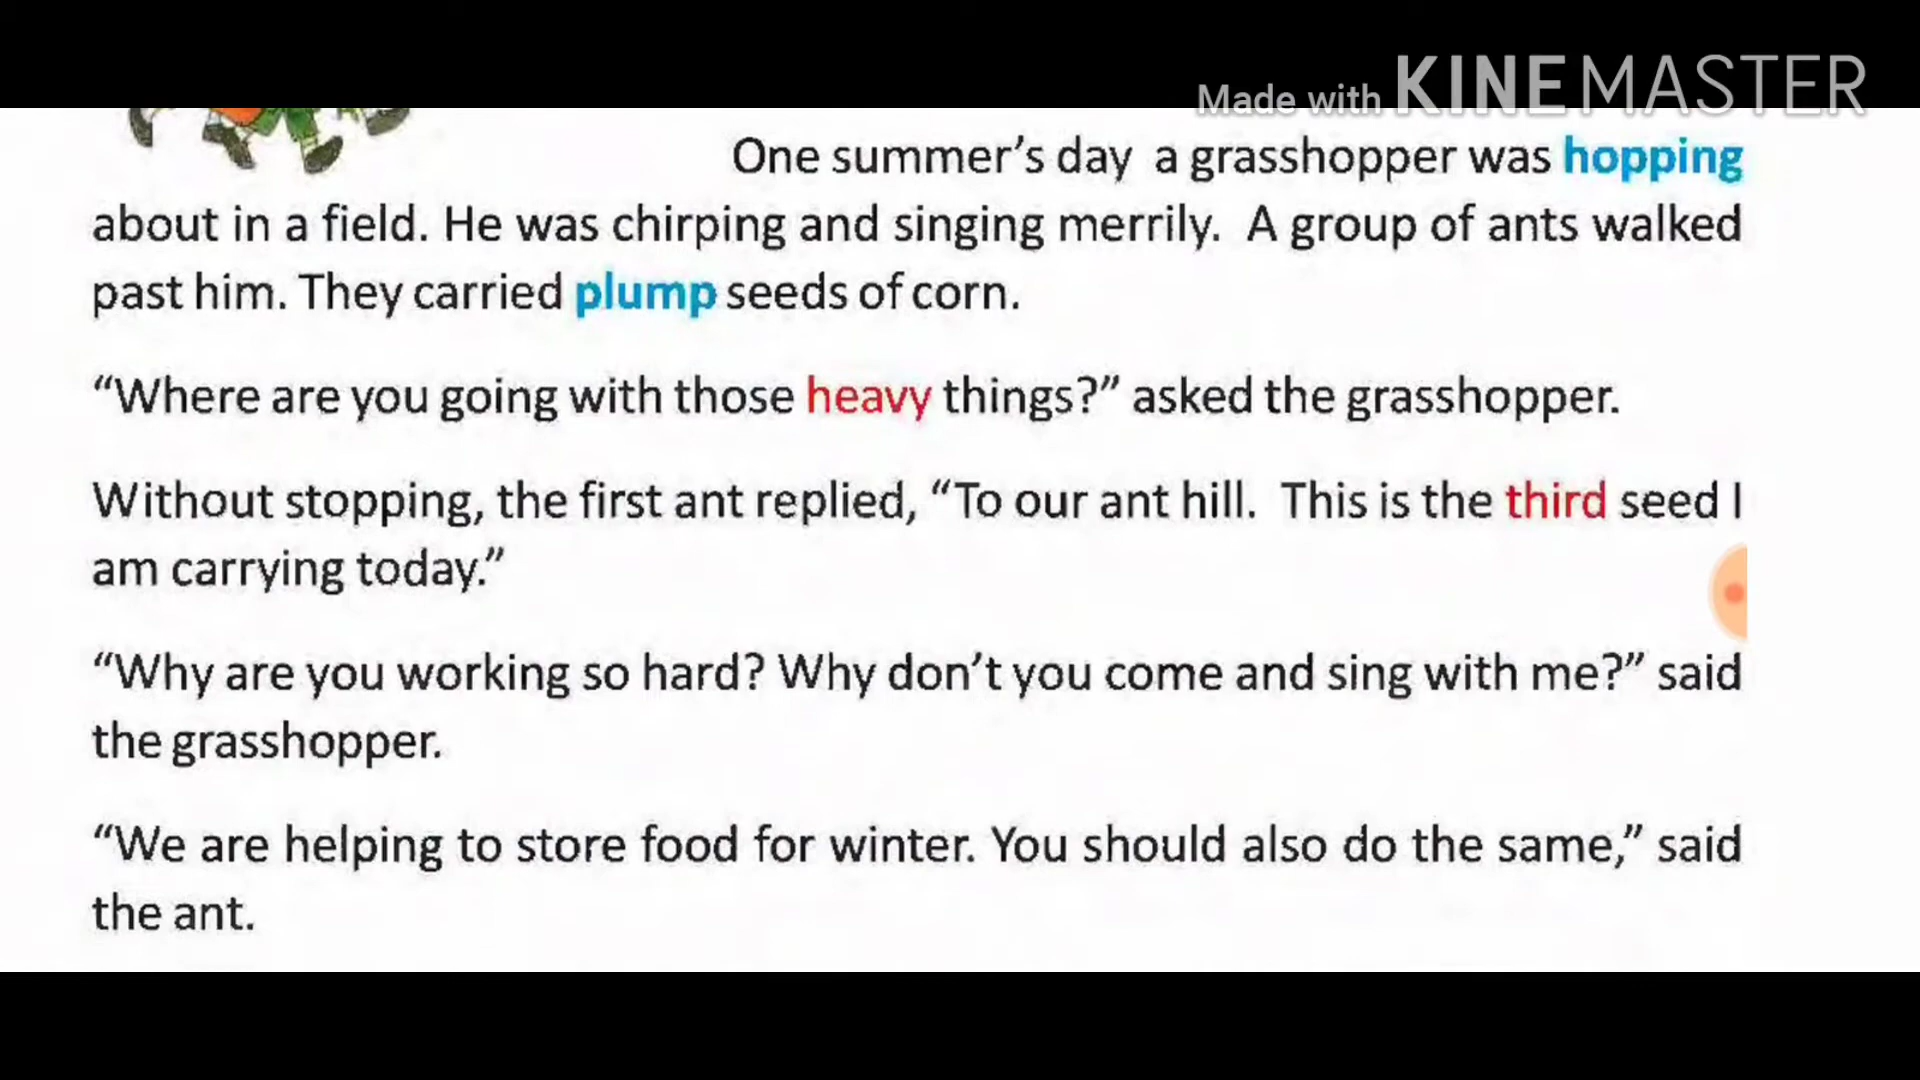 Made with KINEMASTER
One summer’s day a grasshopper was hopping
about in a field. He was chirping and singing merrily. A group of ants walked
past him. They carried plump seeds of corn.
“Where are you going with those heavy things?” asked the grasshopper.
Without stopping, the first ant replied, “To our ant hill. This is the third seed I
am carrying today.”
“Why are you working so hard? Why don’t you come and sing with me?” said
the grasshopper.
“We are helping to store food for winter. You should also do the same,” said
the ant.